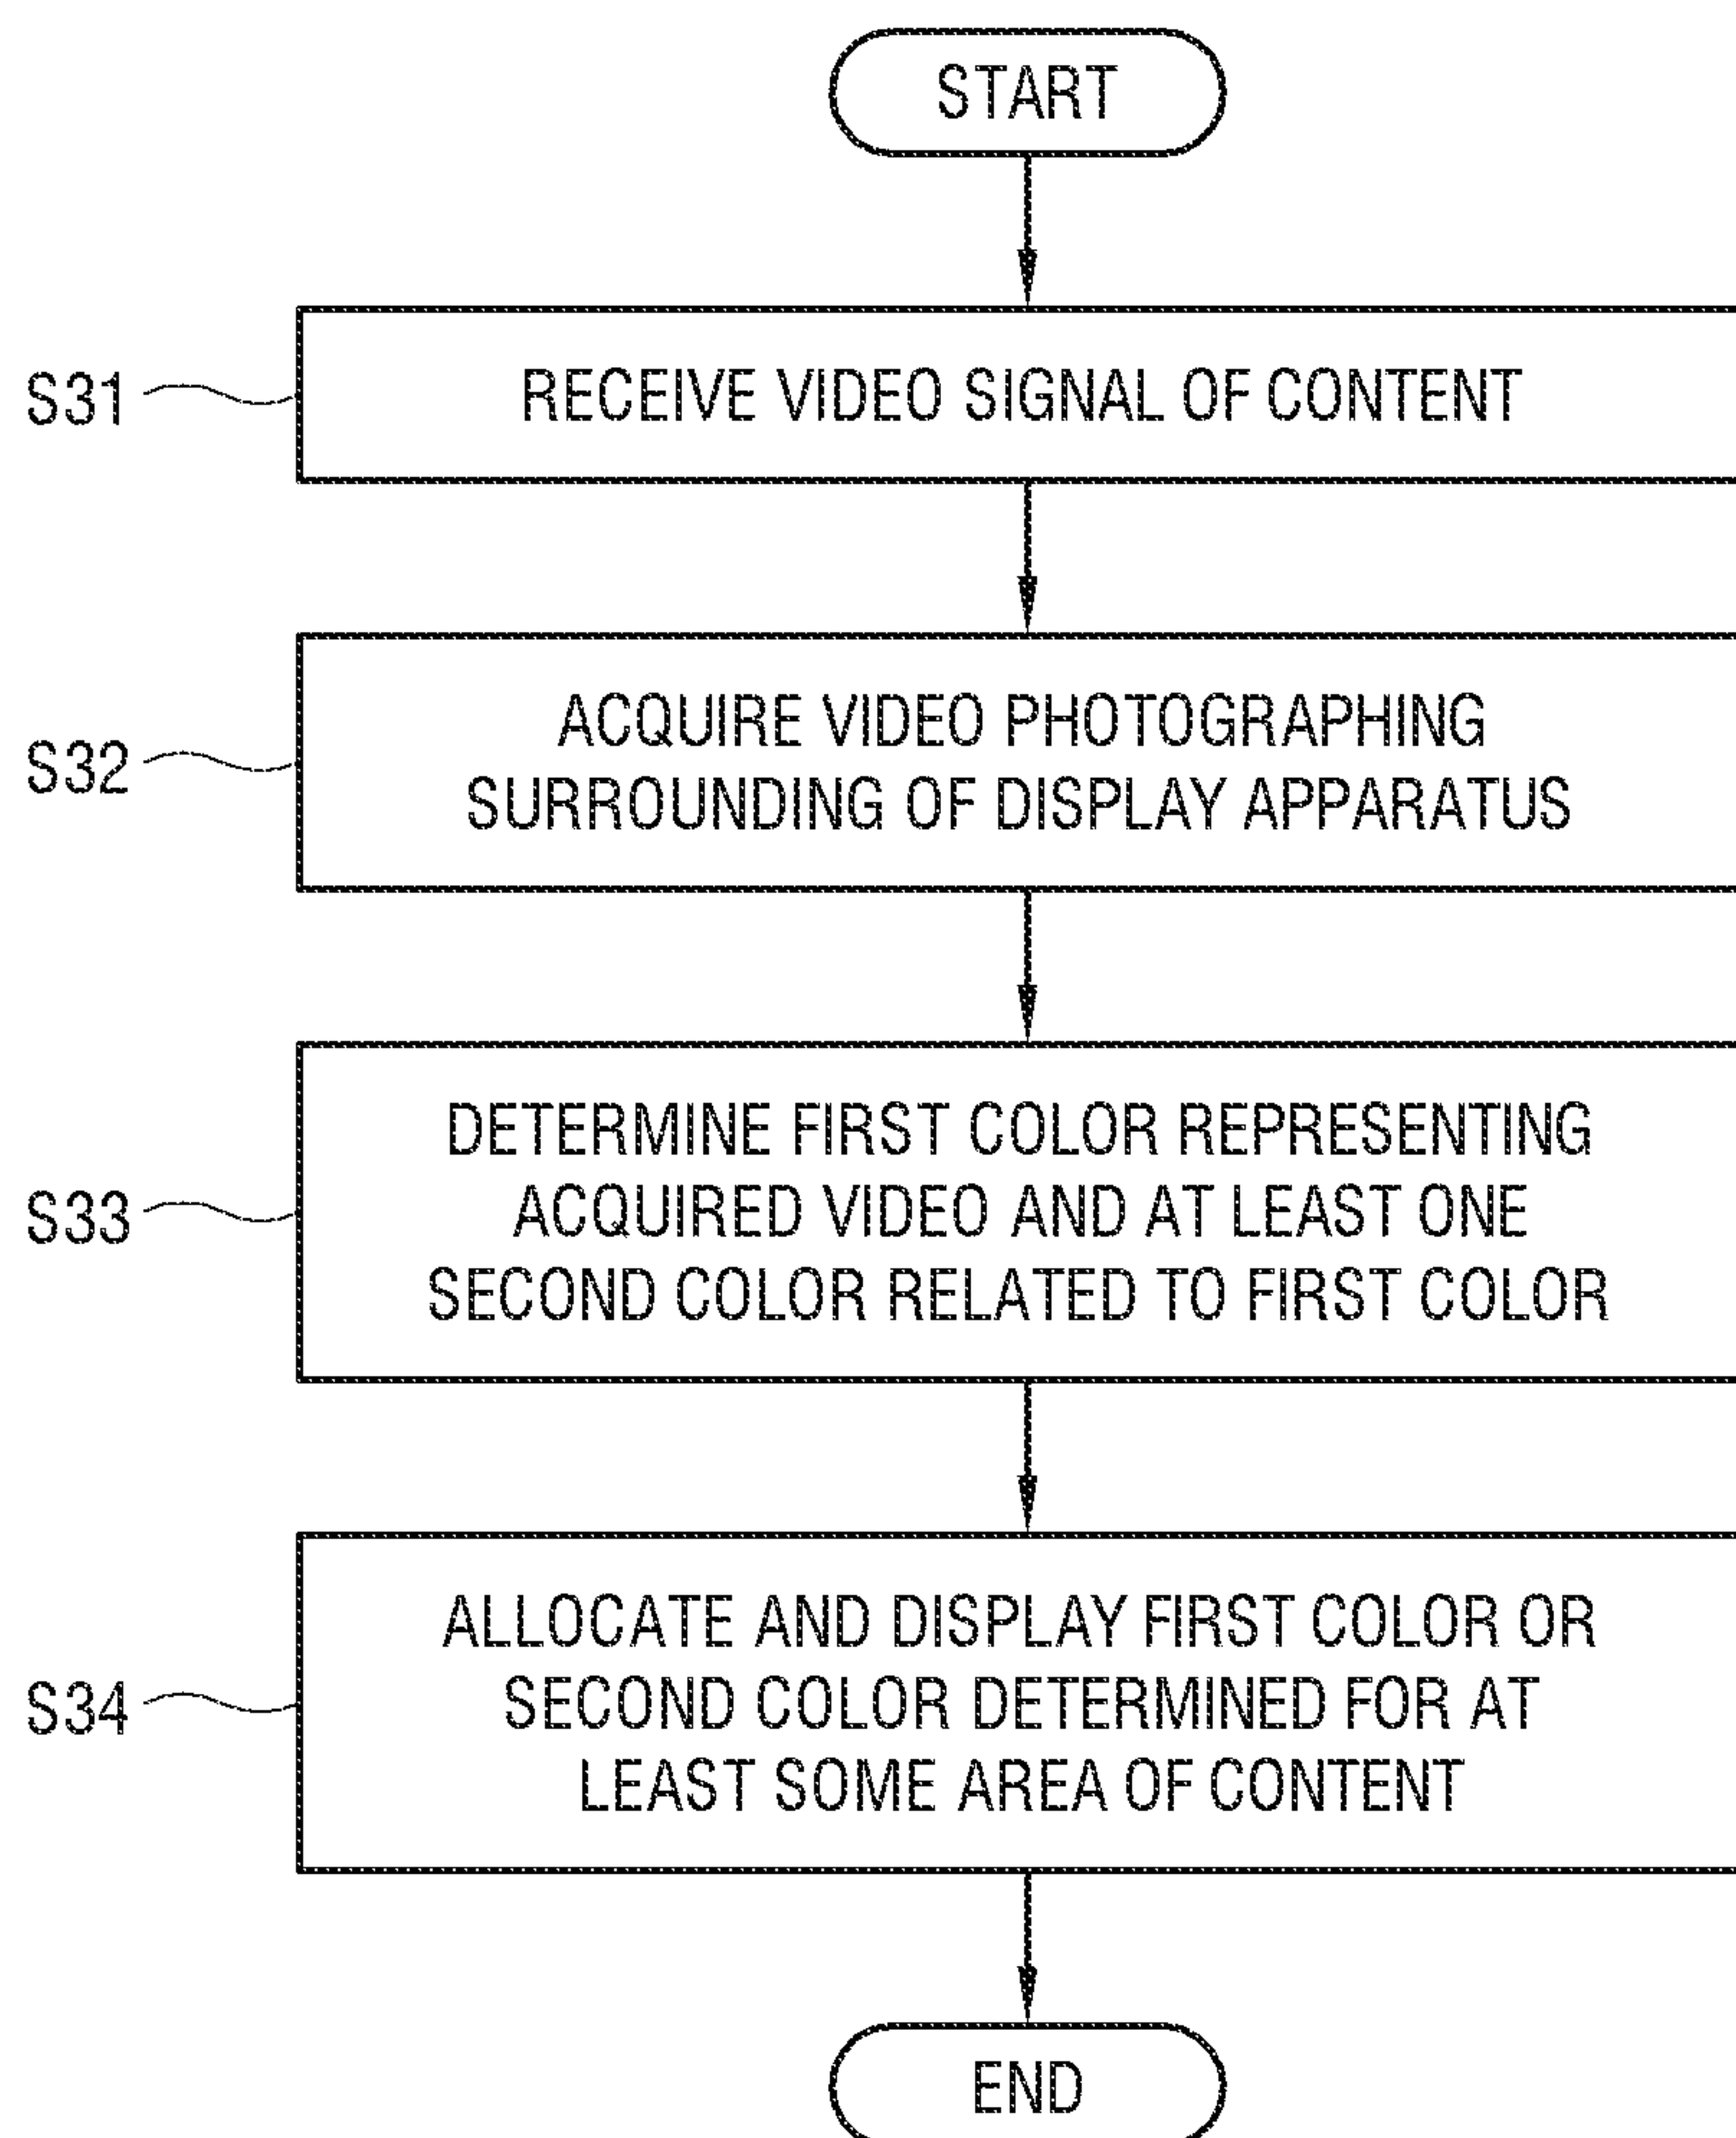 START
S31
RECEIVE VIDEO SIGNAL OF CONTENT
S32
ACQUIRE VIDEO PHOTOGRAPHING
SURROUNDING OF DISPLAY APPARATUS
S33
DETERMINE FIRST COLOR REPRESENTING
ACQUIRED VIDEO AND AT LEAST ONE
SECOND COLOR RELATED TO FIRST COLOR
S34
ALLOCATE AND DISPLAY FIRST COLOR OR
SECOND COLOR DETERMINED FOR AT
LEAST SOME AREA OF CONTENT
END